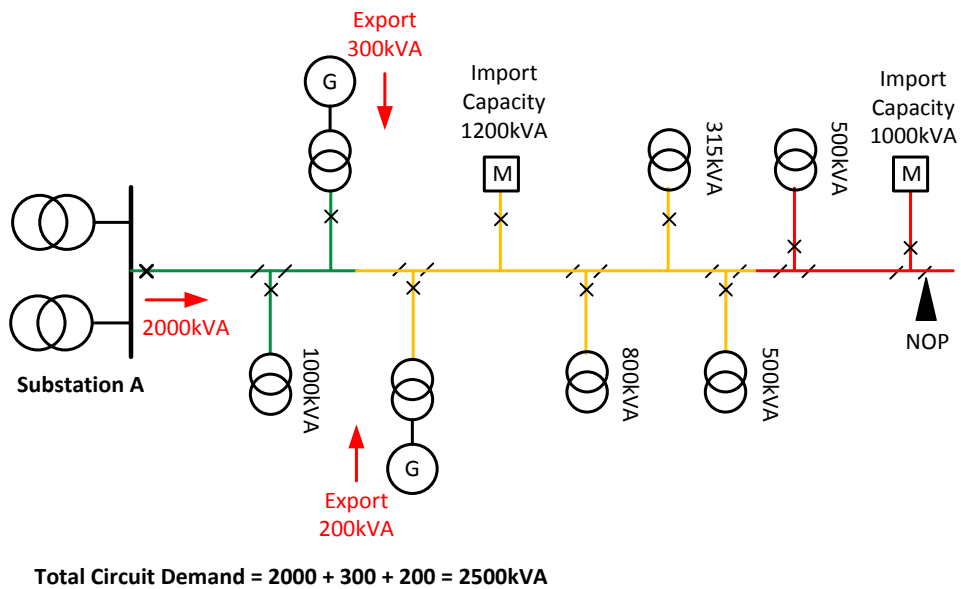 Export
300kVA
G
Import
Capacity
1200kVA
M
315kVA
500kVA
Import
Capacity
1000kVA
M
2000kVA
Substation A
1000kVA
G
Export
200kVA
800kVA
500kVA
NOP
Total Circuit Demand = 2000 + 300 + 200 = 2500kVA